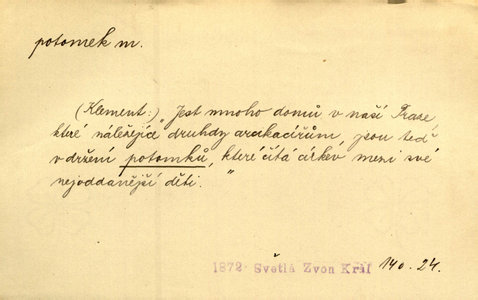 potomek m.
(Klement:) „Jest mnoho domů v naší Praze,
které náležejíce druhdy arcikacířům, jsou teď
v držení potomků, které čítá církev mezi své
nejoddanější děti."
1872 Světlá Zvon Král 140. 24.